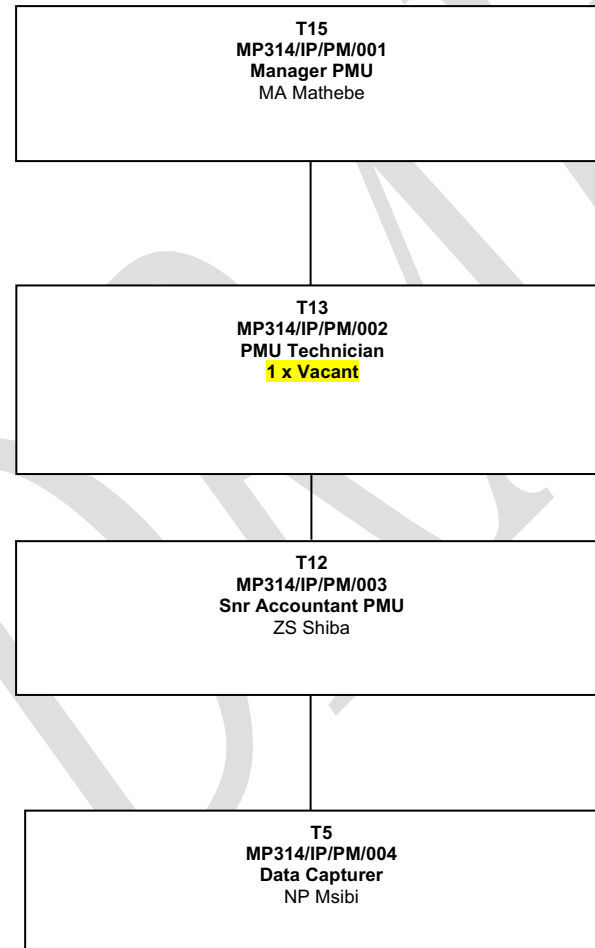 T15
MP314/IP/PM/001
Manager PMU
MA Mathebe
T13
MP314/IP/PM/002
PMU Technician
1 x Vacant
T12
MP314/IP/PM/003
Snr Accountant PMU
ZS Shiba
T5
MP314/IP/PM/004
Data Capturer
NP Msibi